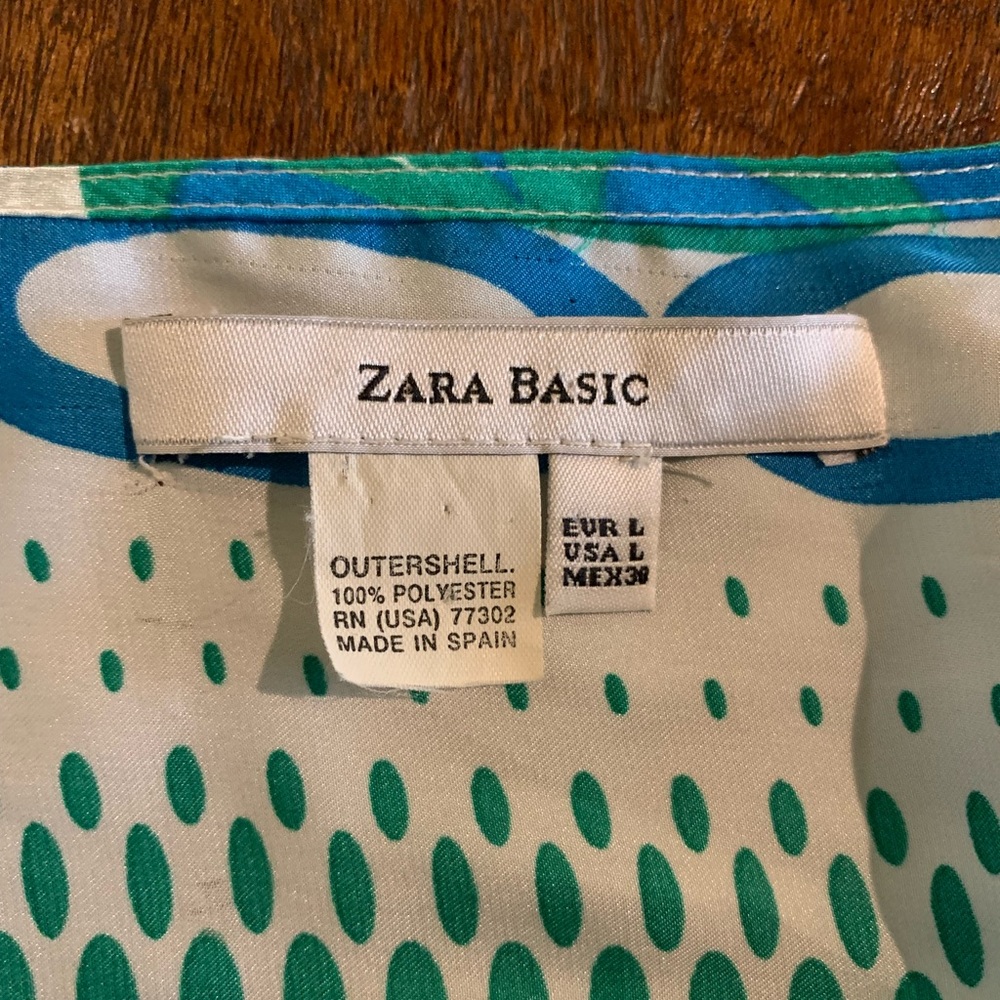 ZARA BASIC
OUTERSHELL.
100% POLYESTER
RN (USA) 77302
MADE IN SPAIN
EUR L
USA L
MEX 30